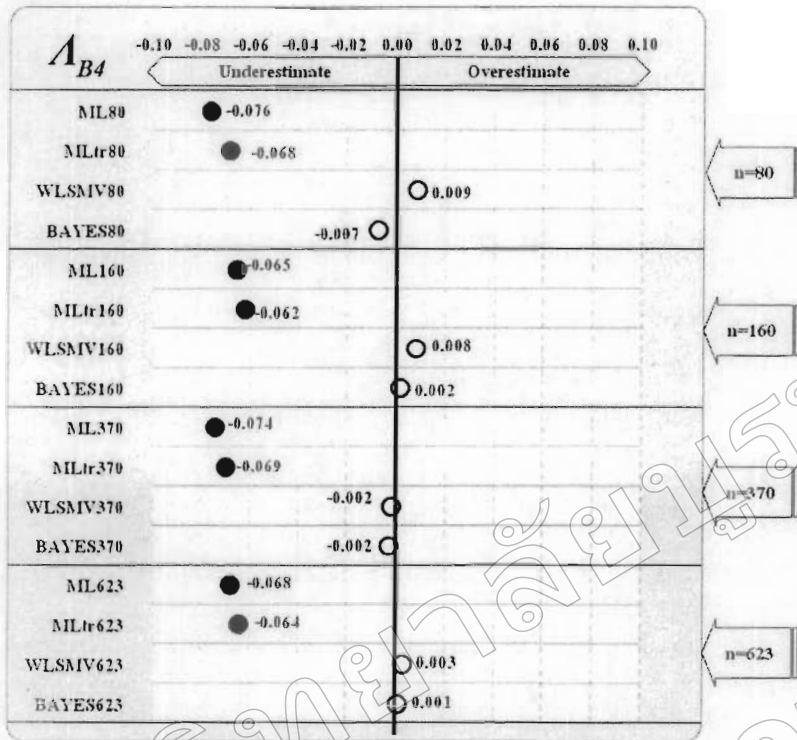 Λ_B4 -0.10 -0.08 -0.06 -0.04 -0.02 0.00 0.02 0.04 0.06 0.08 0.10
Underestimate Overestimate
ML80 -0.076
MLtr80 -0.068
n=80
WLSMV80 0.009
BAYES80 -0.007
ML160 -0.065
MLtr160 -0.062
n=160
WLSMV160 0.008
BAYES160 0.002
ML370 -0.074
MLtr370 -0.069
n=370
WLSMV370 -0.002
BAYES370 -0.002
ML623 -0.068
MLtr623 -0.064
n=623
WLSMV623 0.003
BAYES623 0.001